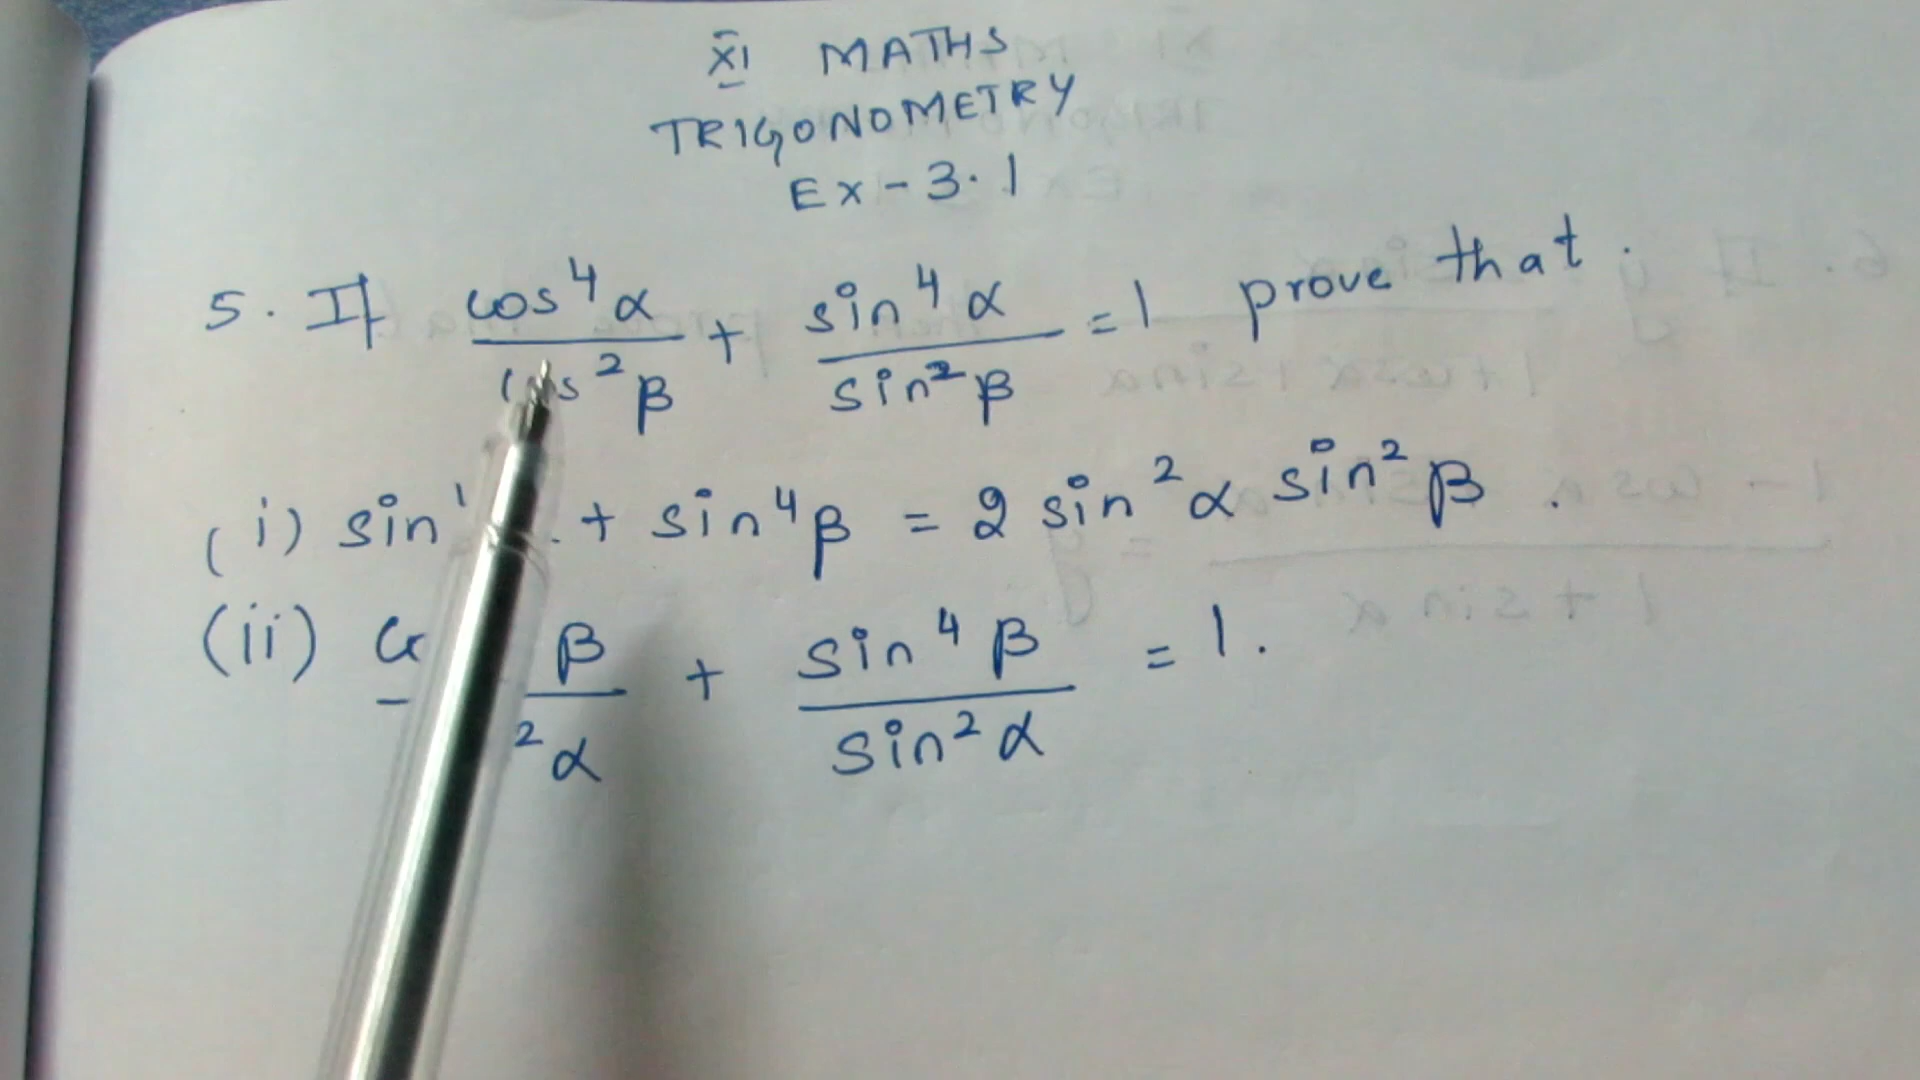 XI MATHS
TRIGONOMETRY
Ex - 3.1
5. If cos⁴α/cos²β + sin⁴α/sin²β = 1 prove that
(i) sin + sin⁴β = 2 sin²α sin²β.
(ii) β/²α + sin⁴β/sin²α = 1.